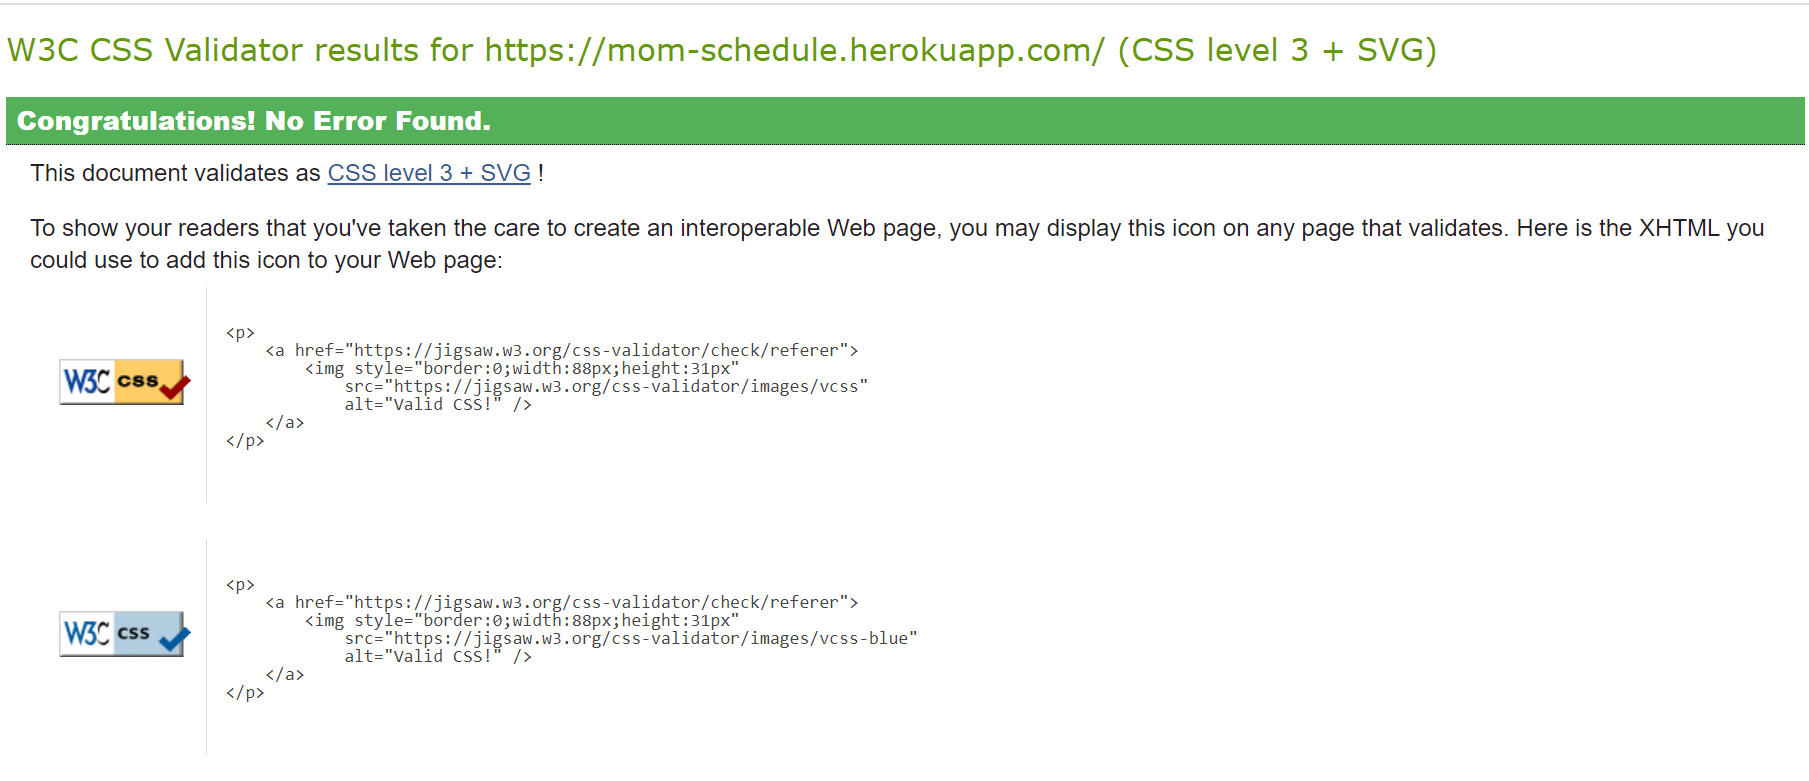 W3C CSS Validator results for https://mom-schedule.herokuapp.com/ (CSS level 3 + SVG)
Congratulations! No Error Found.
This document validates as CSS level 3 + SVG !
To show your readers that you've taken the care to create an interoperable Web page, you may display this icon on any page that validates. Here is the XHTML you
could use to add this icon to your Web page:
W3C css
<p>
<a href="https://jigsaw.w3.org/css-validator/check/referer">
<img style="border:0;width:88px;height:31px"
src="https://jigsaw.w3.org/css-validator/images/vcss"
alt="Valid CSS!" />
</a>
</p>
W3C css
<p>
<a href="https://jigsaw.w3.org/css-validator/check/referer">
<img style="border:0;width:88px;height:31px"
src="https://jigsaw.w3.org/css-validator/images/vcss-blue"
alt="Valid CSS!" />
</a>
</p>